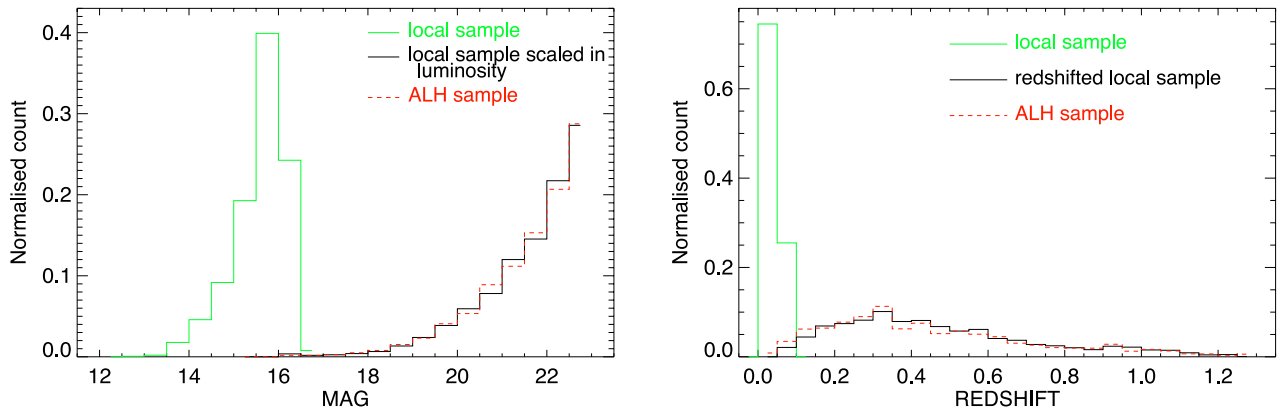 local sample
local sample scaled in
luminosity
ALH sample
Normalised count
0.4
0.3
0.2
0.1
0.0
12 14 16 18 20 22
MAG
local sample
redshifted local sample
ALH sample
Normalised count
0.6
0.4
0.2
0.0
0.0 0.2 0.4 0.6 0.8 1.0 1.2
REDSHIFT